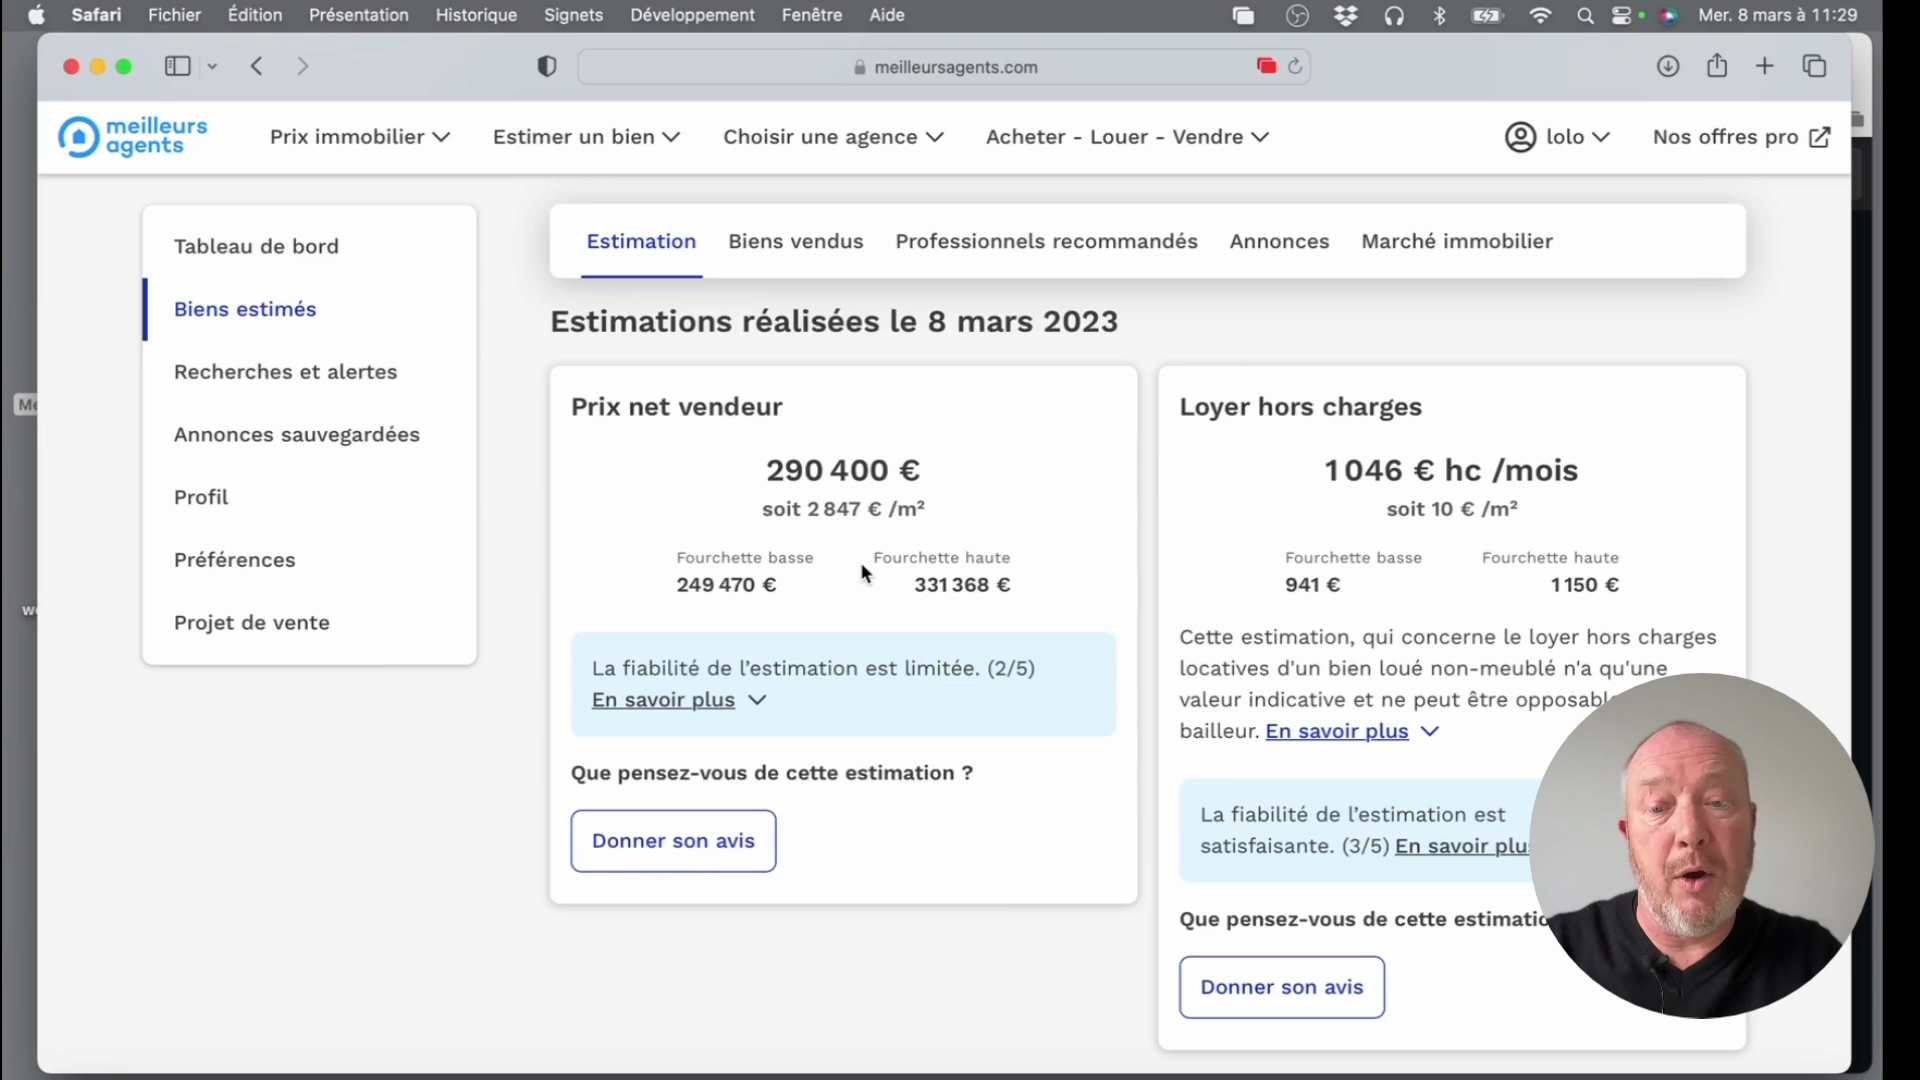 Safari Fichier Édition Présentation Historique Signets Développement Fenêtre Aide Mer. 8 mars à 11:29
meilleursagents.com
meilleurs
agents
Prix immobilier Estimer un bien Choisir une agence Acheter - Louer - Vendre lolo Nos offres pro
Tableau de bord
Biens estimés
Recherches et alertes
Annonces sauvegardées
Profil
Préférences
Projet de vente
Estimation Biens vendus Professionnels recommandés Annonces Marché immobilier
Estimations réalisées le 8 mars 2023
Prix net vendeur
290 400 €
soit 2 847 € /m²
Fourchette basse Fourchette haute
249 470 € 331 368 €
La fiabilité de l’estimation est limitée. (2/5)
En savoir plus
Que pensez-vous de cette estimation ?
Donner son avis
Loyer hors charges
1 046 € hc /mois
soit 10 € /m²
Fourchette basse Fourchette haute
941 € 1 150 €
Cette estimation, qui concerne le loyer hors charges
locatives d'un bien loué non-meublé n'a qu'une
valeur indicative et ne peut être opposabl
bailleur. En savoir plus
La fiabilité de l’estimation est
satisfaisante. (3/5) En savoir plus
Que pensez-vous de cette estimatio
Donner son avis